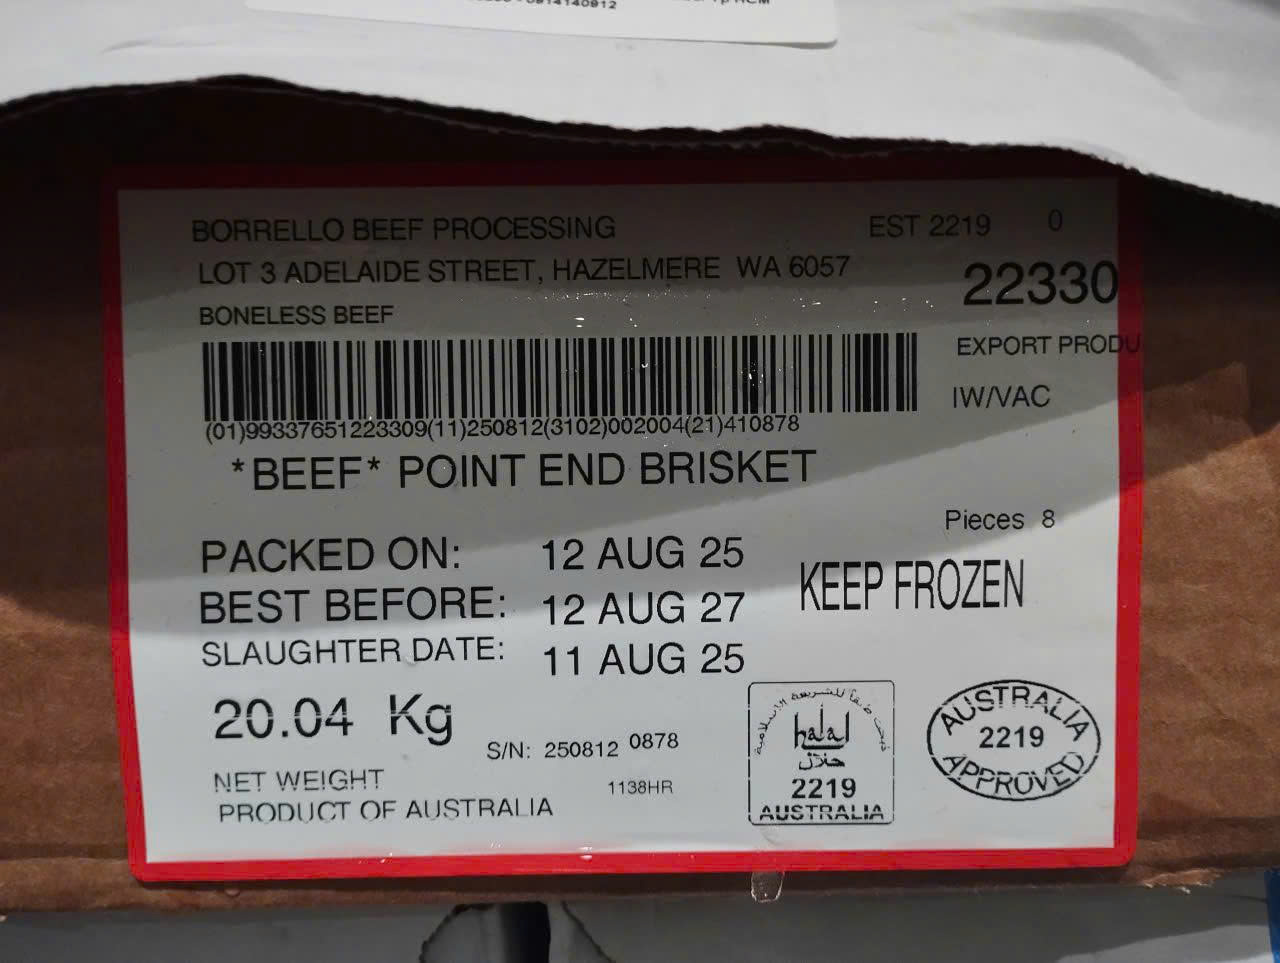 0914140912
HCM
BORRELLO BEEF PROCESSING EST 2219 0
LOT 3 ADELAIDE STREET, HAZELMERE WA 6057
22330
BONELESS BEEF
EXPORT PRODU
IW/VAC
(01)99337651223309(11)250812(3102)002004(21)410878
*BEEF* POINT END BRISKET
Pieces 8
PACKED ON: 12 AUG 25
KEEP FROZEN
BEST BEFORE: 12 AUG 27
SLAUGHTER DATE: 11 AUG 25
20.04 Kg
S/N: 250812 0878
NET WEIGHT
1138HR
PRODUCT OF AUSTRALIA
halal
حلال
2219
AUSTRALIA
AUSTRALIA
2219
APPROVED